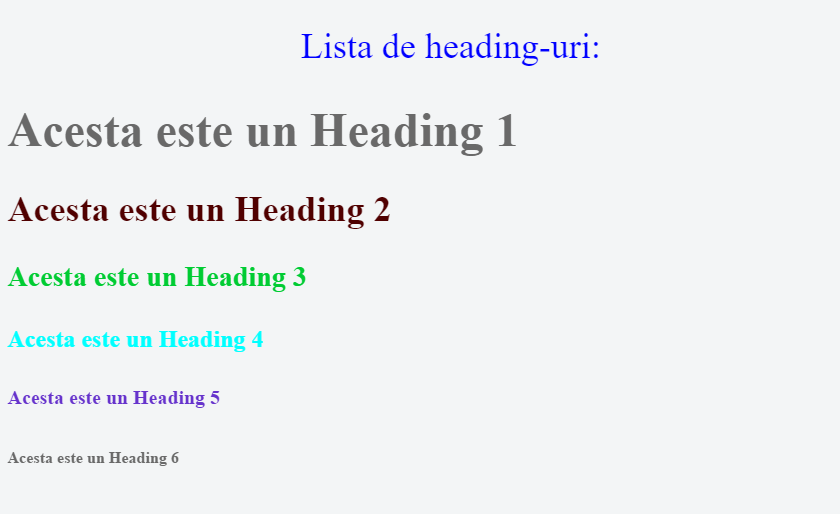 Lista de heading-uri:
Acesta este un Heading 1
Acesta este un Heading 2
Acesta este un Heading 3
Acesta este un Heading 4
Acesta este un Heading 5
Acesta este un Heading 6